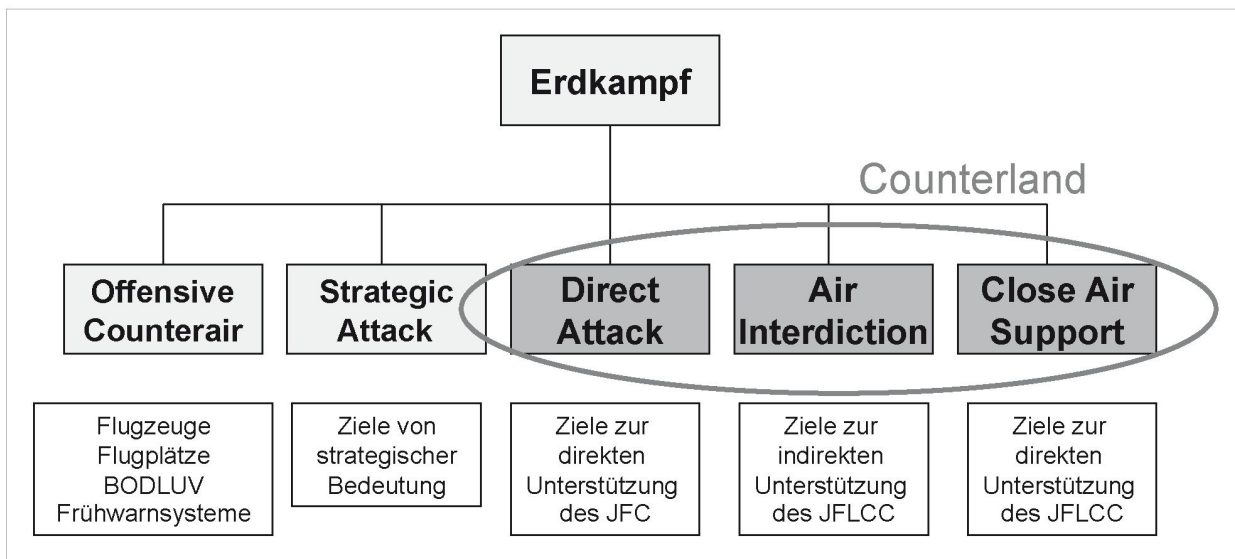 Erdkampf
Counterland
Offensive
Counterair
Strategic
Attack
Direct
Attack
Air
Interdiction
Close Air
Support
Flugzeuge
Flugplätze
BODLUV
Frühwarnsysteme
Ziele von
strategischer
Bedeutung
Ziele zur
direkten
Unterstützung
des JFC
Ziele zur
indirekten
Unterstützung
des JFLCC
Ziele zur
direkten
Unterstützung
des JFLCC